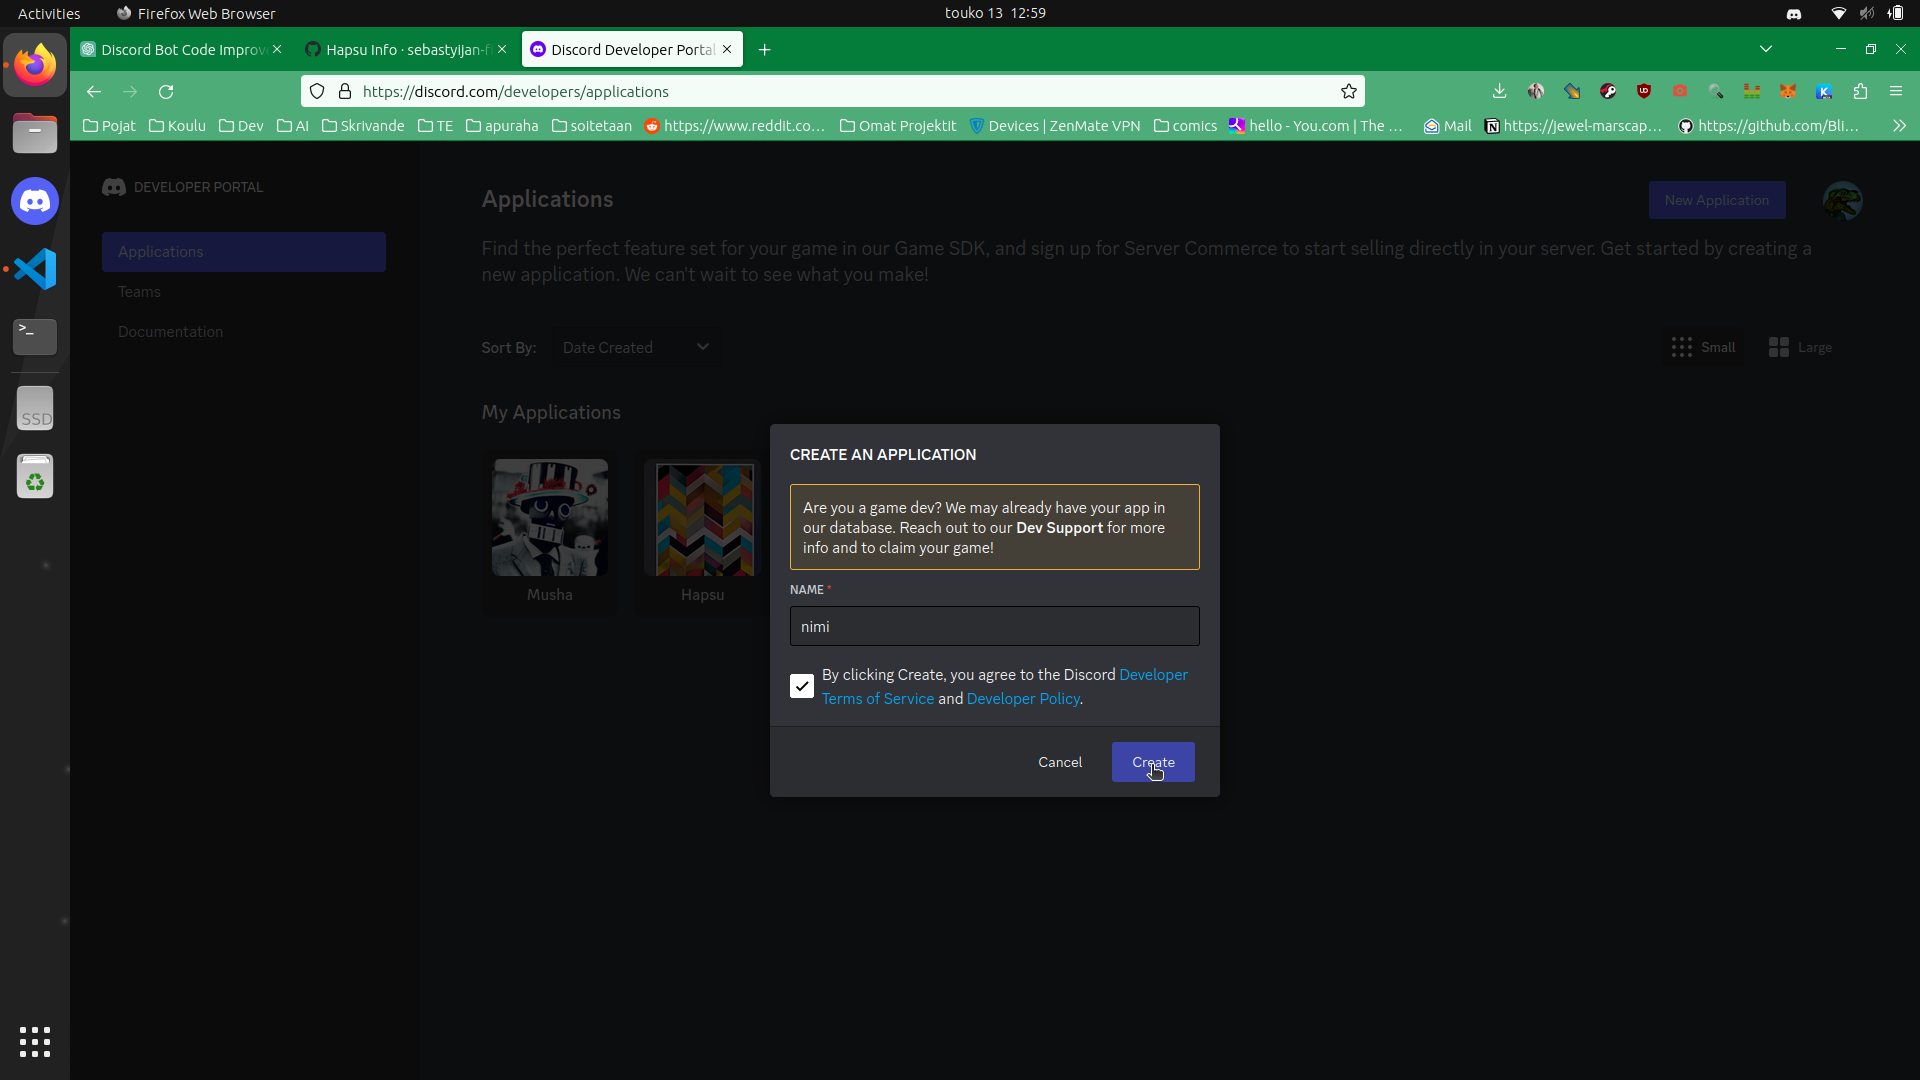 Activities
Firefox Web Browser
touko 13 12:59
Discord Bot Code Improv
Hapsu Info · sebastyijan-f
Discord Developer Portal
https://discord.com/developers/applications
Pojat
Koulu
Dev
AI
Skrivande
TE
apuraha
soitetaan
https://www.reddit.co…
Omat Projektit
Devices | ZenMate VPN
comics
hello - You.com | The …
Mail
https://jewel-marscap…
https://github.com/Bli…
DEVELOPER PORTAL
Applications
Teams
Documentation
Applications
New Application
Find the perfect feature set for your game in our Game SDK, and sign up for Server Commerce to start selling directly in your server. Get started by creating a
new application. We can't wait to see what you make!
Sort By:
Date Created
Small
Large
My Applications
Musha
Hapsu
CREATE AN APPLICATION
Are you a game dev? We may already have your app in
our database. Reach out to our Dev Support for more
info and to claim your game!
NAME *
nimi
By clicking Create, you agree to the Discord Developer
Terms of Service and Developer Policy.
Cancel
Create
SSD